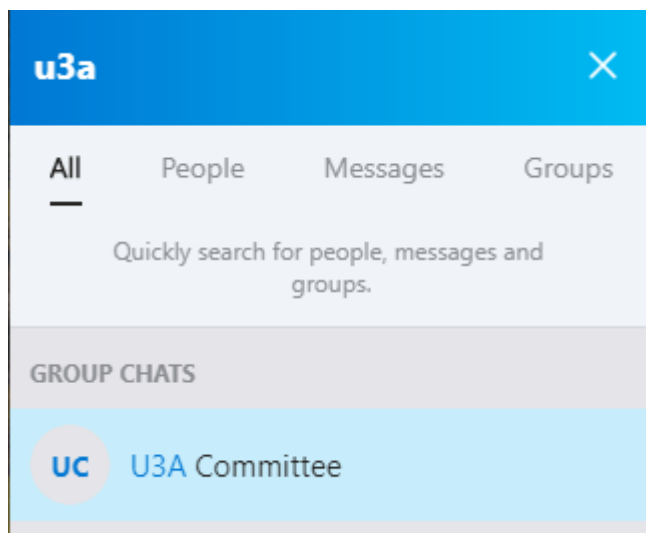 u3a
All People Messages Groups
Quickly search for people, messages and
groups.
GROUP CHATS
UC U3A Committee